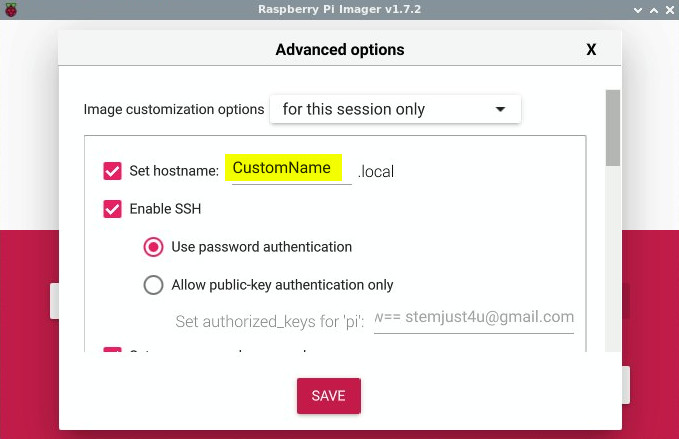 Raspberry Pi Imager v1.7.2
Advanced options X
Image customization options for this session only
Set hostname: CustomName .local
Enable SSH
Use password authentication
Allow public-key authentication only
Set authorized_keys for 'pi': w== stemjust4u@gmail.com
SAVE